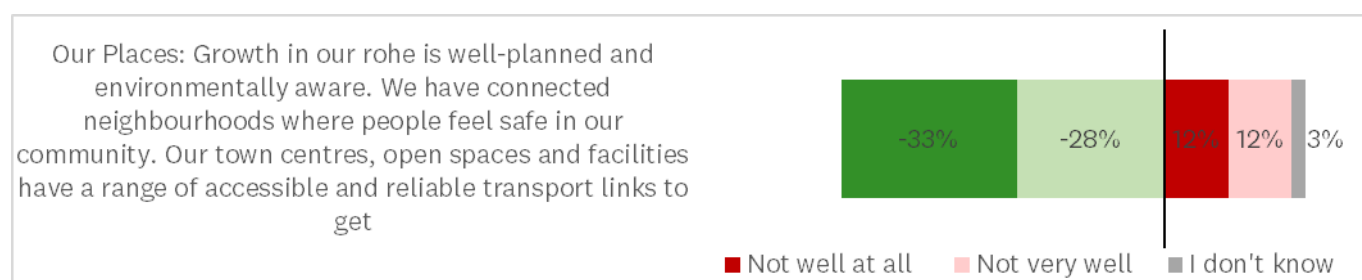 Our Places: Growth in our rohe is well-planned and
environmentally aware. We have connected
neighbourhoods where people feel safe in our
community. Our town centres, open spaces and facilities
have a range of accessible and reliable transport links to
get
-33% -28% 12% 12% 3%
Not well at all Not very well I don't know